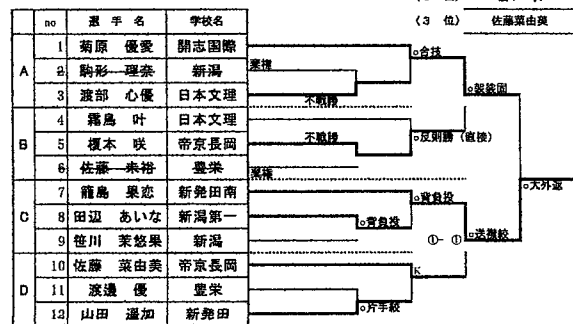 (3 位) 佐藤菜由美
no 選手名 学校名
A
1 菊原 優愛 開志国際
2 駒形 理奈 新潟
3 渡部 心優 日本文理
B
4 霧島 叶 日本文理
5 榎本 咲 帝京長岡
6 佐藤 未裕 豊栄
C
7 籠島 果恋 新発田南
8 田辺 あいな 新潟第一
9 笹川 茉悠果 新潟
D
10 佐藤 菜由美 帝京長岡
11 渡邊 優 豊栄
12 山田 遥加 新発田
棄権
不戦勝
○合技
○袈裟固
不戦勝
○反則勝(直接)
棄権
○大外返
○背負投
○背負投
①-①
○送襟絞
K
○片手絞